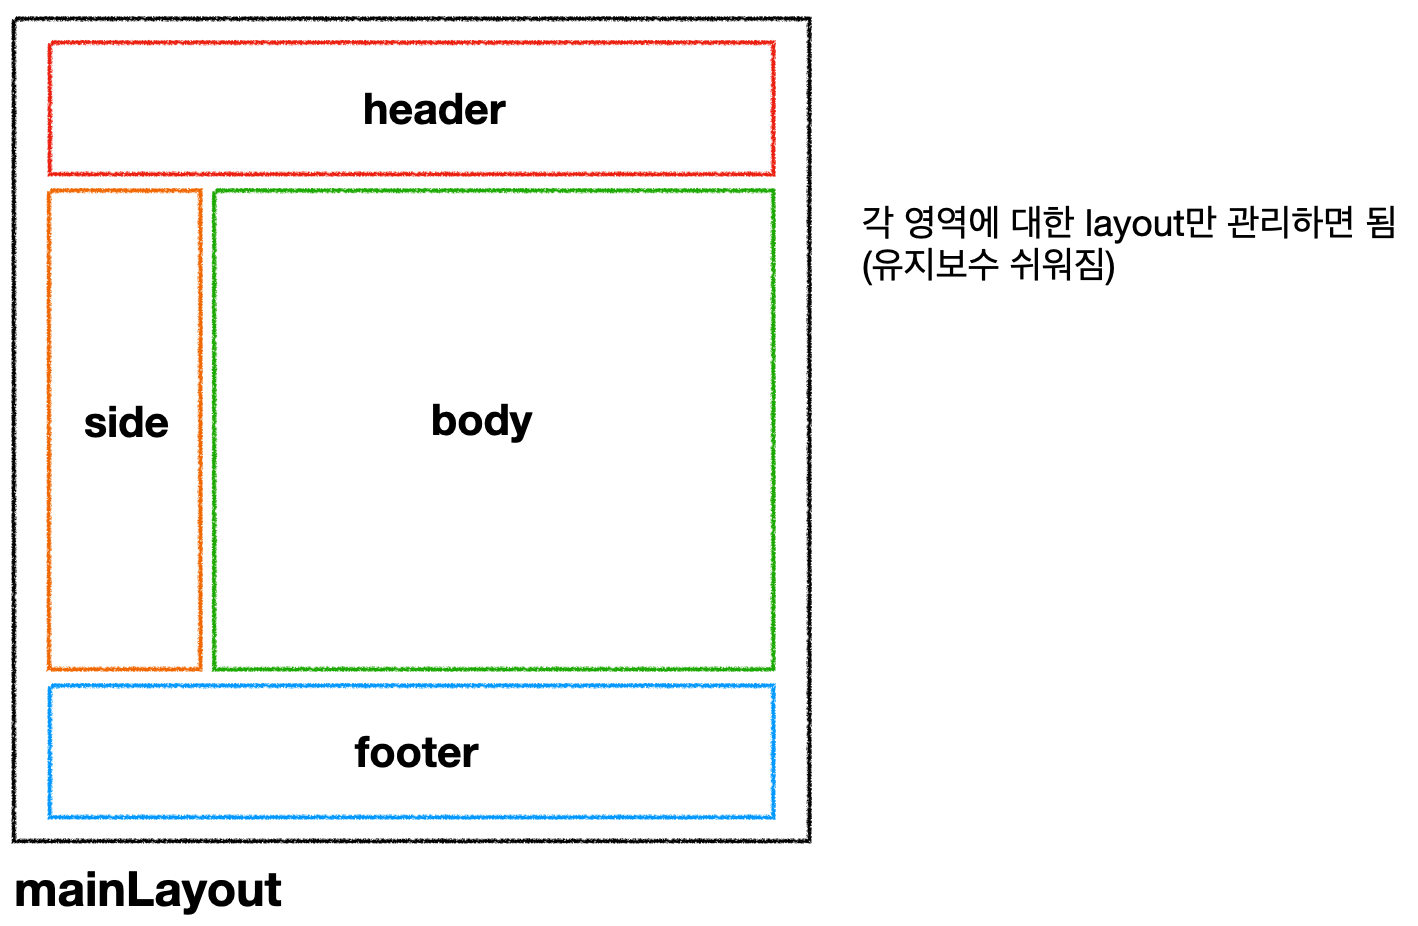 header
각 영역에 대한 layout만 관리하면 됨
(유지보수 쉬워짐)
side
body
footer
mainLayout